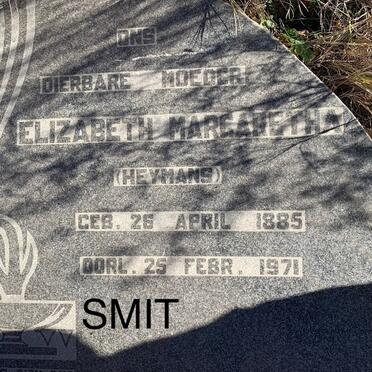 ONS
DIERBARE MOEDER
ELIZABETH MARGARETHA
(HEYMANS)
GEB. 26 APRIL 1885
OORL. 25 FEBR. 1971
SMIT